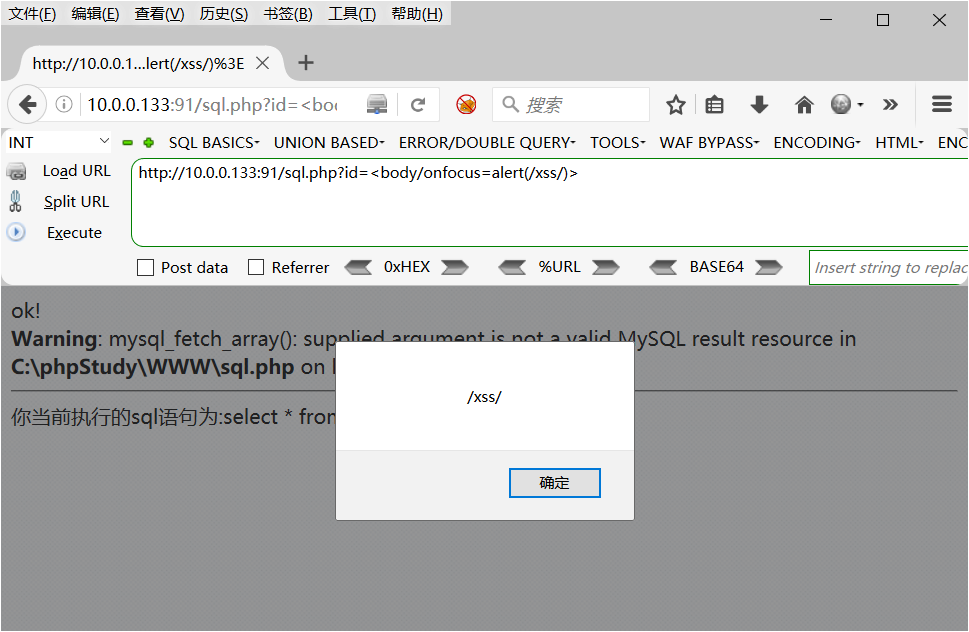 文件(F) 编辑(E) 查看(V) 历史(S) 书签(B) 工具(T) 帮助(H)
http://10.0.0.1...lert(/xss/)%3E
10.0.0.133:91/sql.php?id=<bo 搜索
INT SQL BASICS UNION BASED ERROR/DOUBLE QUERY TOOLS WAF BYPASS ENCODING HTML ENC
Load URL http://10.0.0.133:91/sql.php?id=<body/onfocus=alert(/xss/)>
Split URL
Execute
Post data Referrer 0xHEX %URL BASE64 Insert string to replac
ok!
Warning: mysql_fetch_array(): supplied argument is not a valid MySQL result resource in
C:\phpStudy\WWW\sql.php on
你当前执行的sql语句为:select * from
/xss/
确定